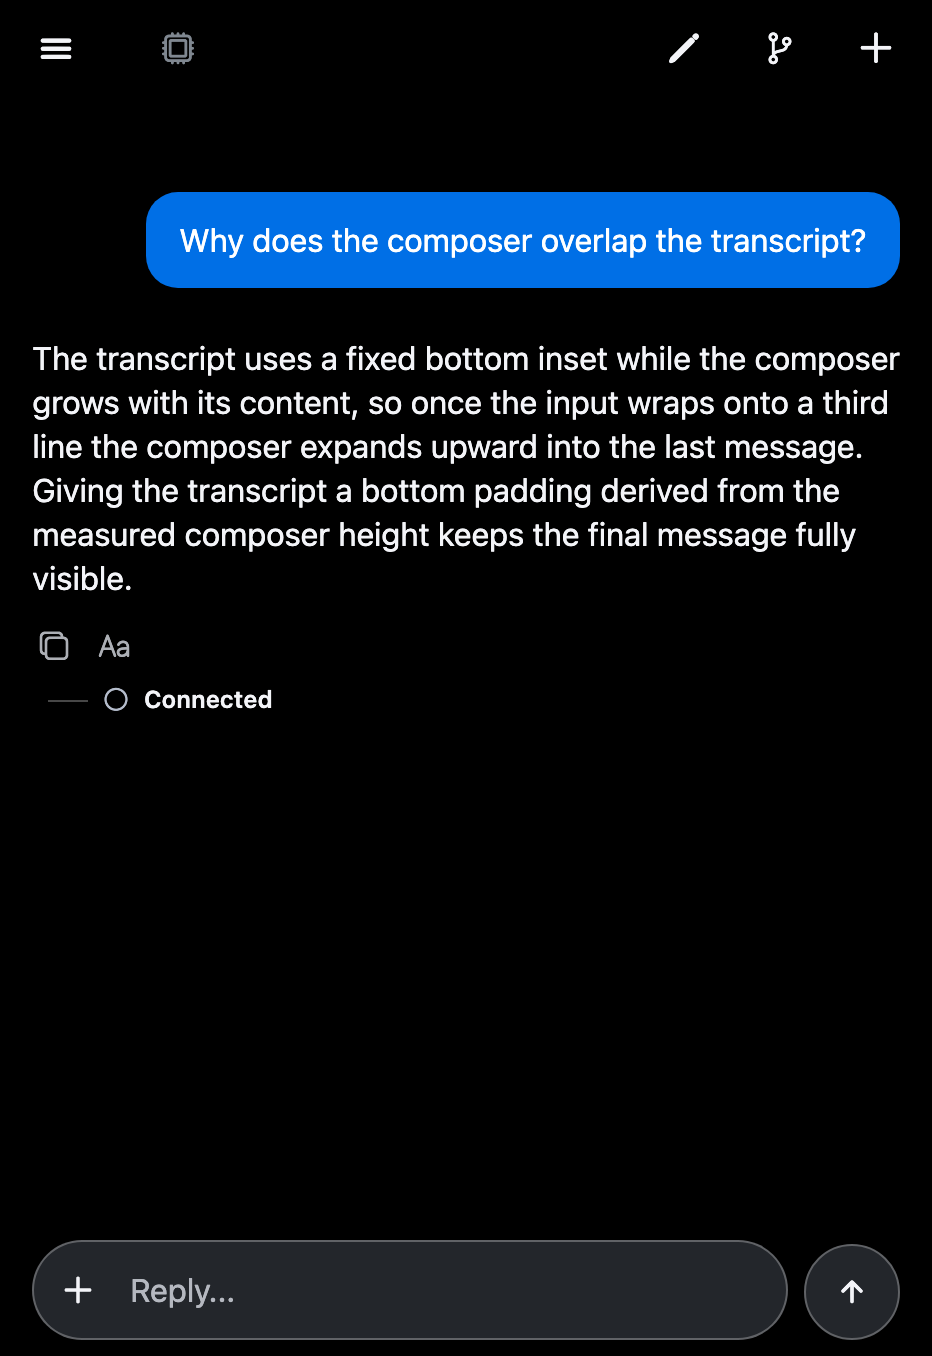 Why does the composer overlap the transcript?
The transcript uses a fixed bottom inset while the composer
grows with its content, so once the input wraps onto a third
line the composer expands upward into the last message.
Giving the transcript a bottom padding derived from the
measured composer height keeps the final message fully
visible.
Aa
Connected
Reply...